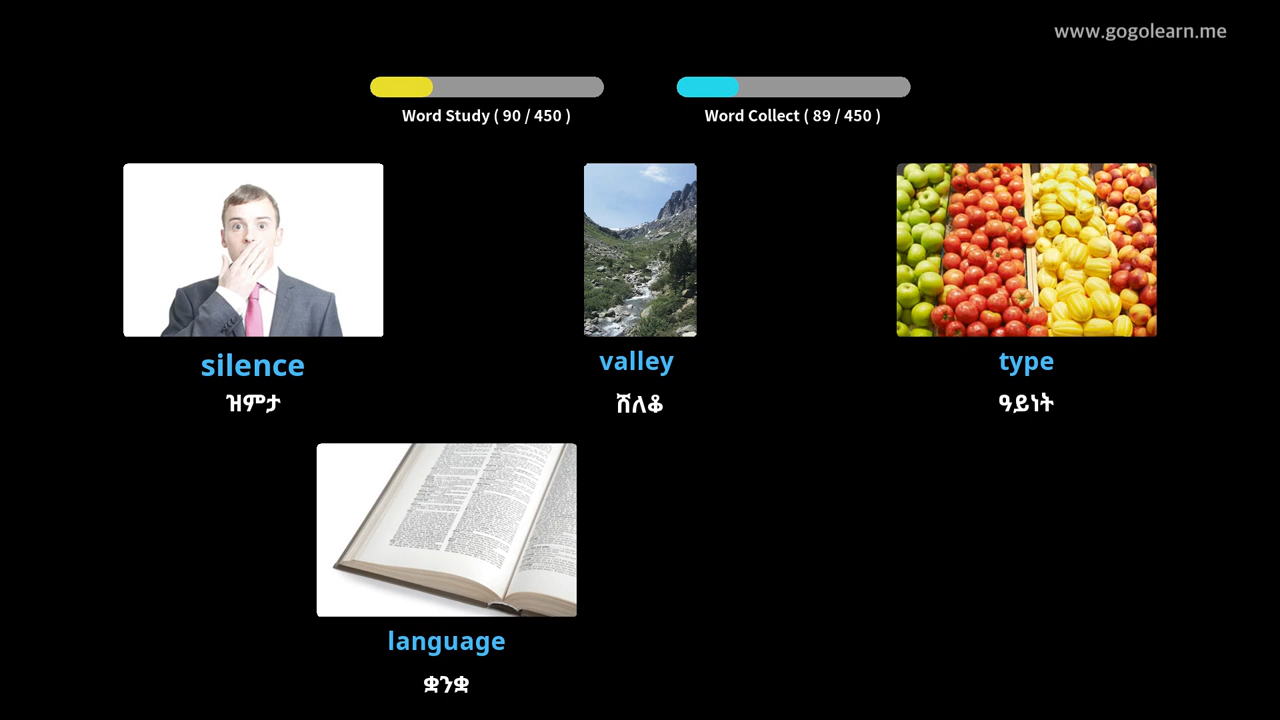 www.gogolearn.me
Word Study ( 90 / 450 )
Word Collect ( 89 / 450 )
silence
valley
type
ዝምታ
ሸለቆ
ዓይነት
language
ቋንቋ